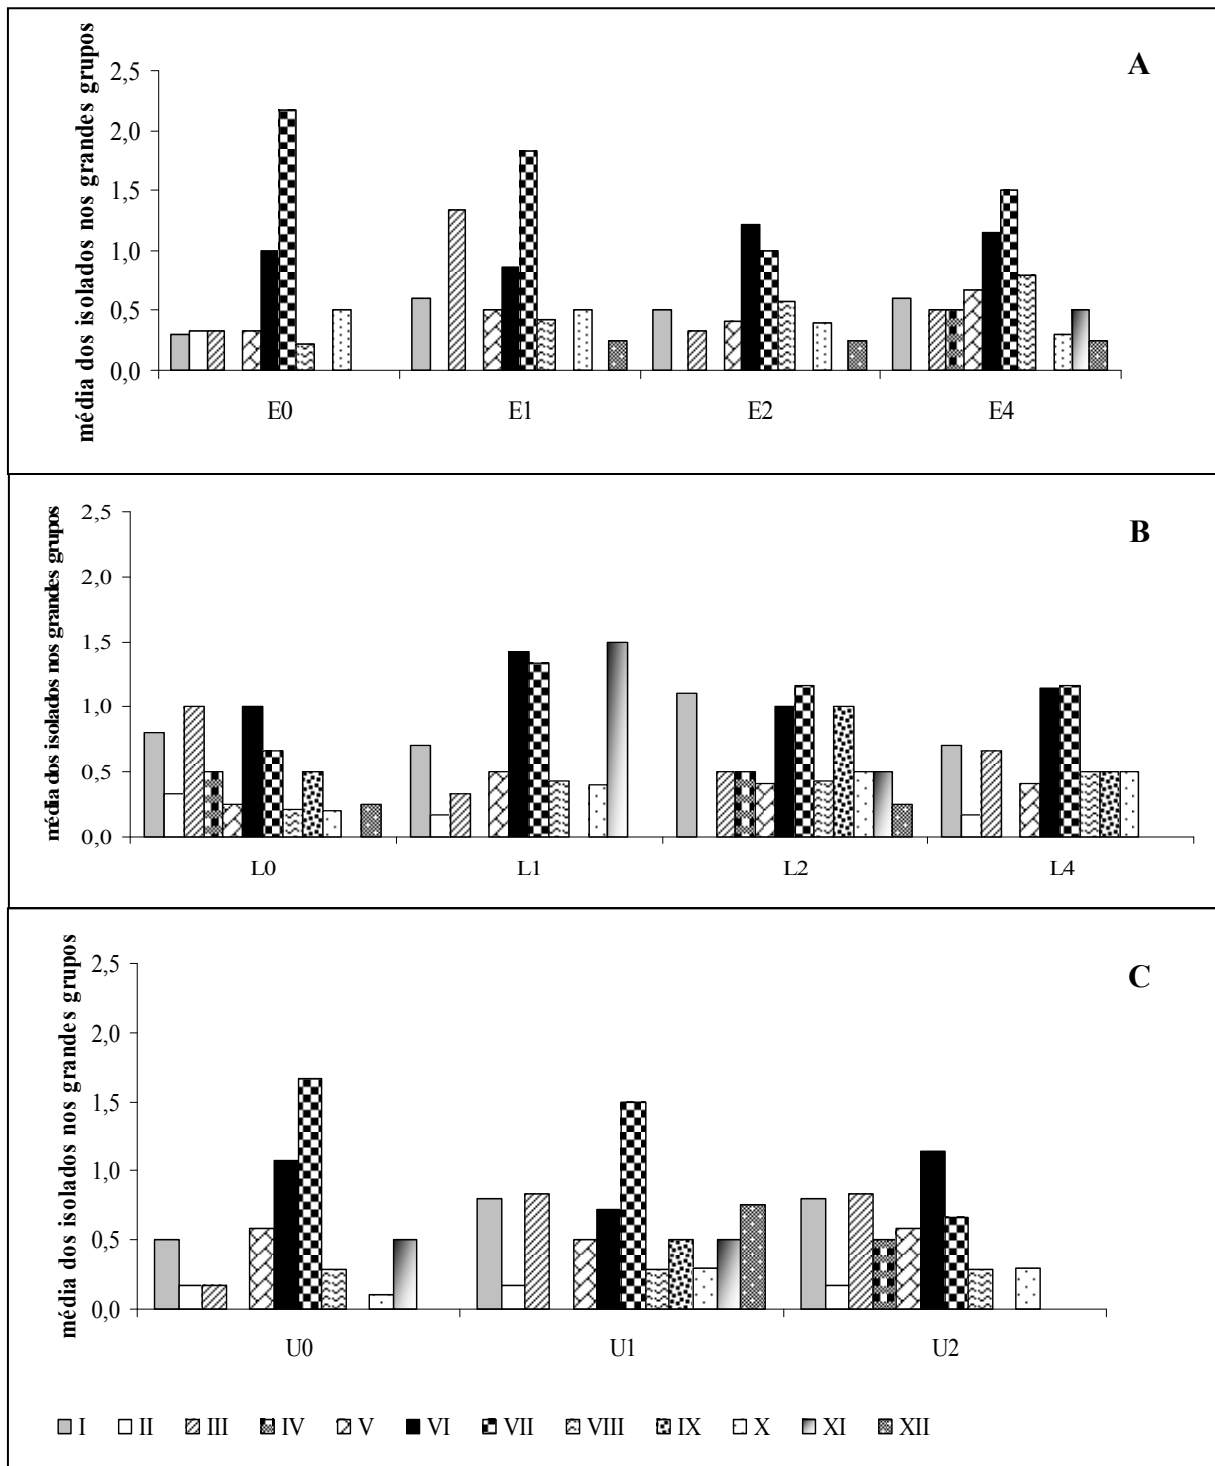 A
média dos isolados nos grandes grupos
2,5
2,0
1,5
1,0
0,5
0,0
E0 E1 E2 E4
B
média dos isolados nos grandes grupos
2,5
2,0
1,5
1,0
0,5
0,0
L0 L1 L2 L4
C
média dos isolados nos grandes grupos
2,5
2,0
1,5
1,0
0,5
0,0
U0 U1 U2
I II III IV V VI VII VIII IX X XI XII